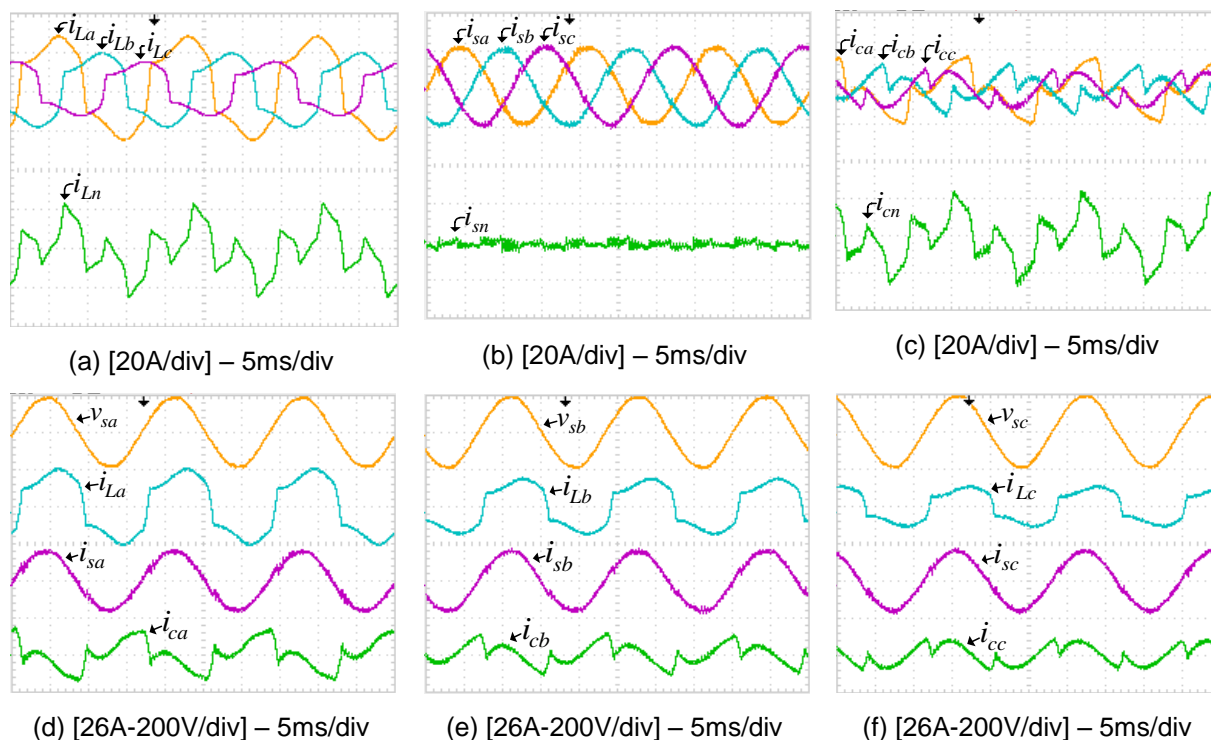 iLa iLb iLc
iLn
(a) [20A/div] – 5ms/div
isa isb isc
isn
(b) [20A/div] – 5ms/div
ica icb icc
icn
(c) [20A/div] – 5ms/div
vsa
iLa
isa
ica
(d) [26A-200V/div] – 5ms/div
vsb
iLb
isb
icb
(e) [26A-200V/div] – 5ms/div
vsc
iLc
isc
icc
(f) [26A-200V/div] – 5ms/div